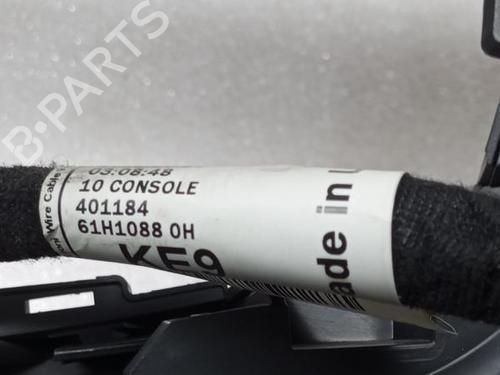 B-PARTS
Wire Cable
03:08:48
10 CONSOLE
401184
61H1088 0H
KE9
ade in